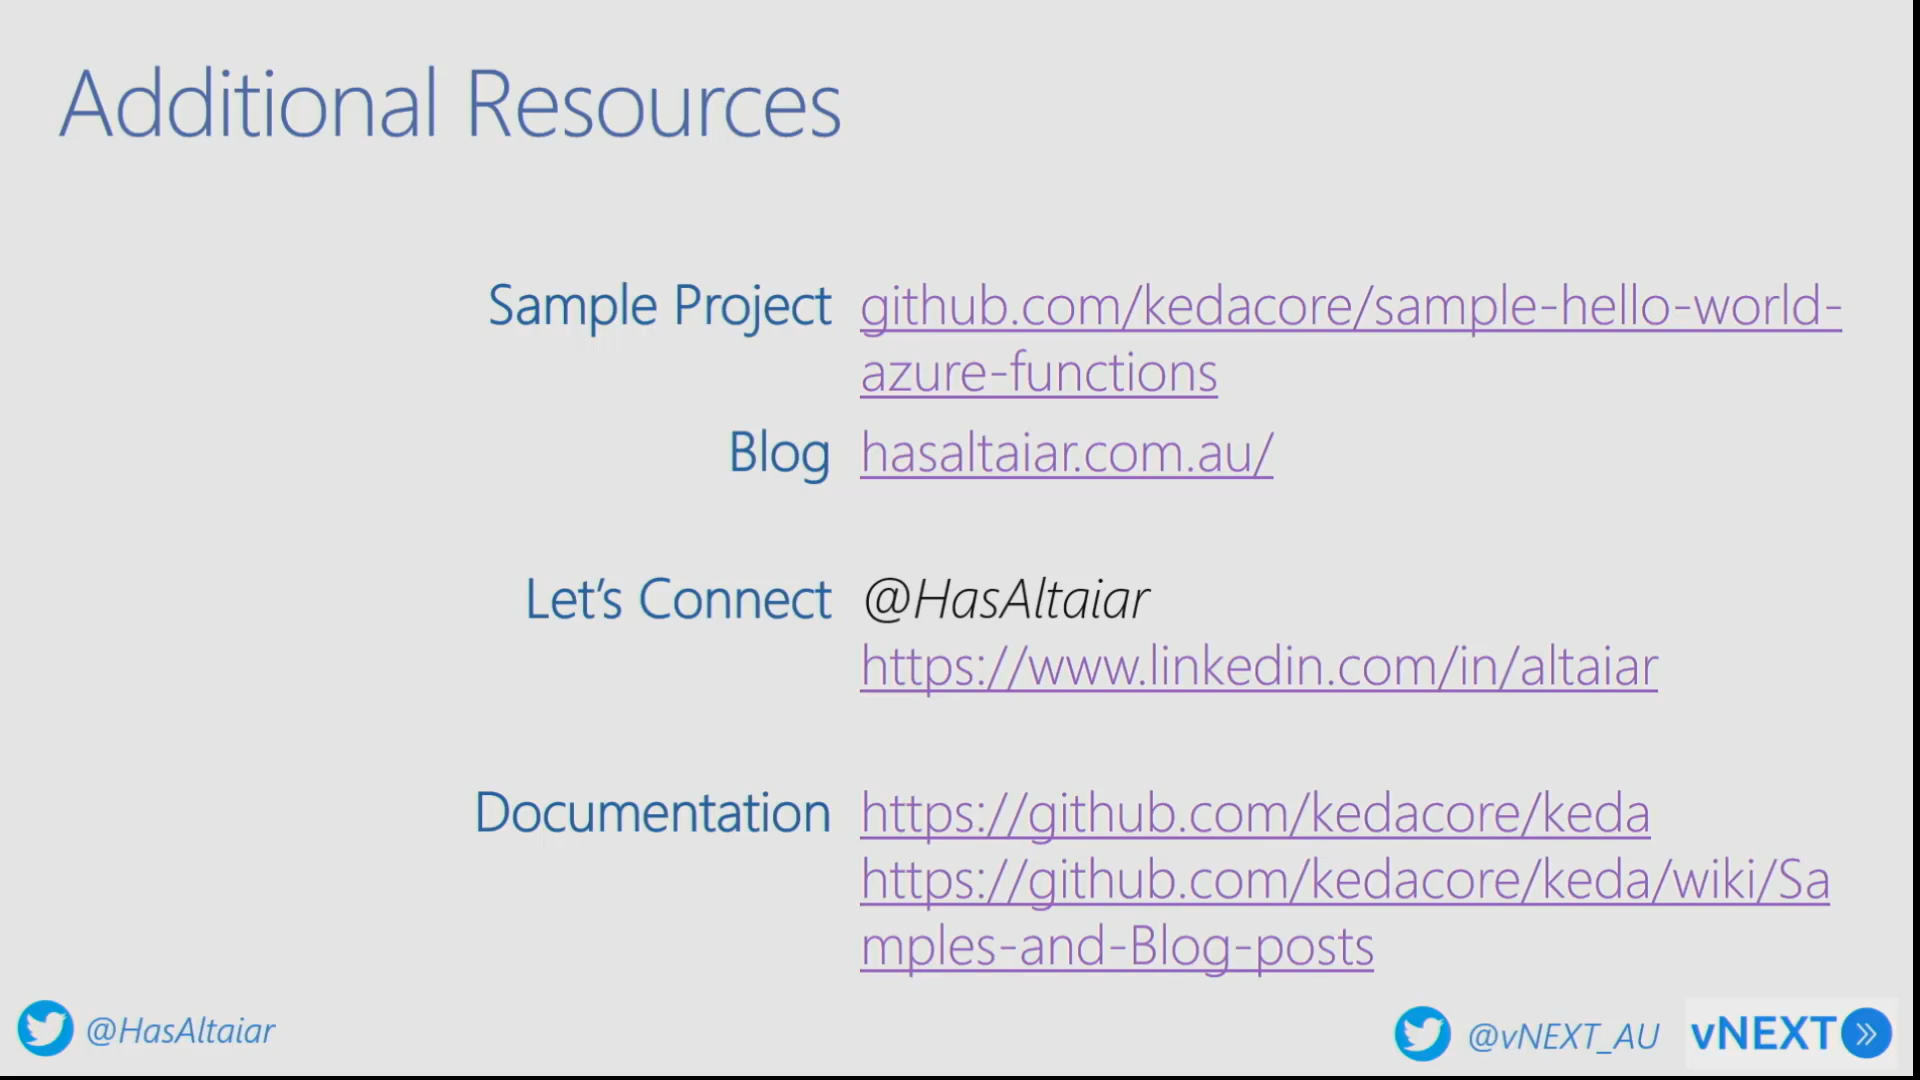 Additional Resources
Sample Project github.com/kedacore/sample-hello-world-
azure-functions
Blog hasaltaiar.com.au/
Let's Connect @HasAltaiar
https://www.linkedin.com/in/altaiar
Documentation https://github.com/kedacore/keda
https://github.com/kedacore/keda/wiki/Sa
mples-and-Blog-posts
@HasAltaiar
@vNEXT_AU vNEXT